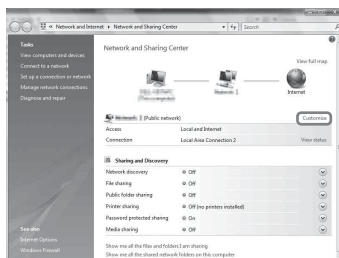 « Network and Internet ▸ Network and Sharing Center
Search
Tasks
View computers and devices
Connect to a network
Set up a connection or network
Manage network connections
Diagnose and repair
See also
Internet Options
Windows Firewall
Network and Sharing Center
View full map
(This computer)
Internet
(Public network)
Customize
Access Local and Internet
Connection Local Area Connection 2 View status
Sharing and Discovery
Network discovery Off
File sharing Off
Public folder sharing Off
Printer sharing Off (no printers installed)
Password protected sharing On
Media sharing Off
Show me all the files and folders I am sharing
Show me all the shared network folders on this computer